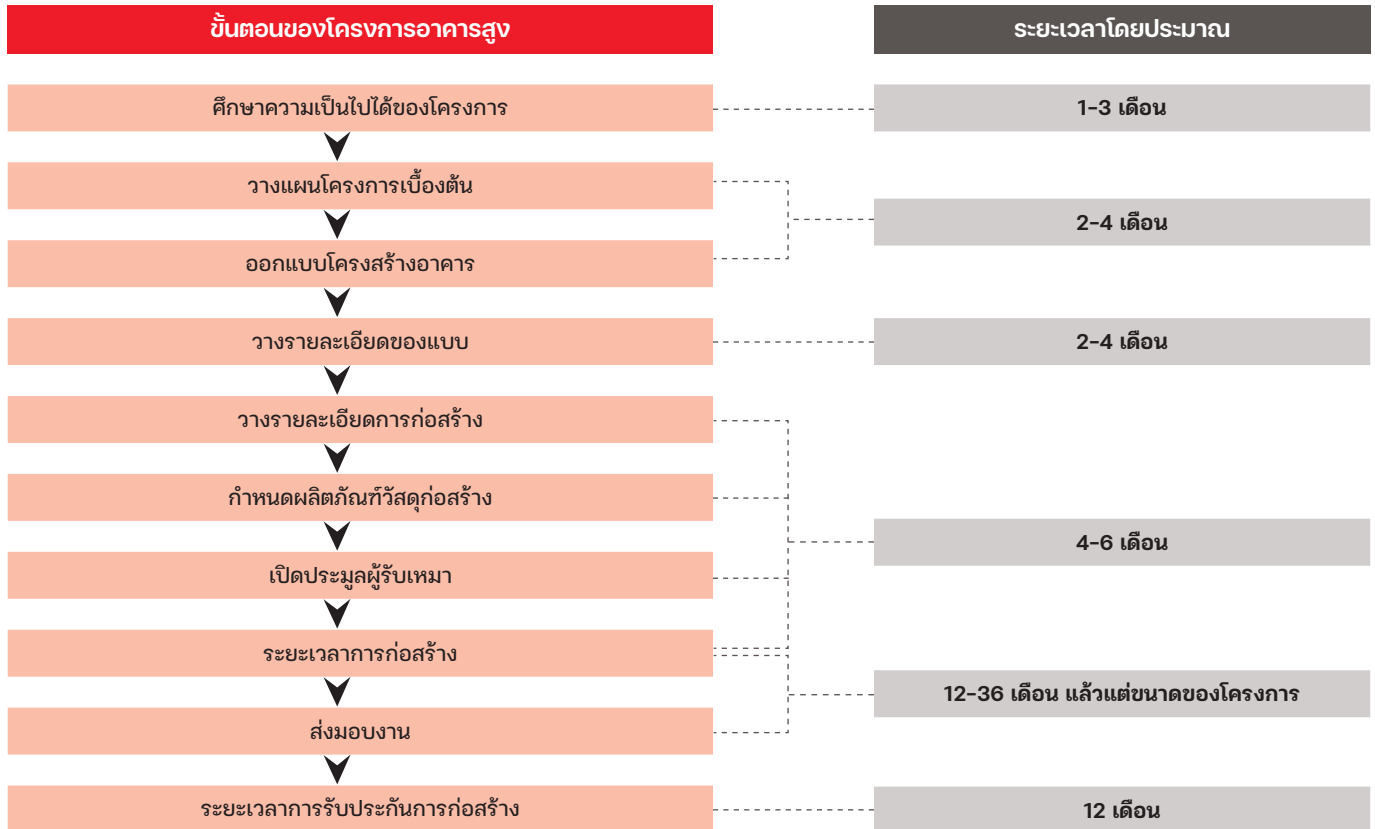 ขั้นตอนของโครงการอาคารสูง
ระยะเวลาโดยประมาณ
ศึกษาความเป็นไปได้ของโครงการ
1-3 เดือน
วางแผนโครงการเบื้องต้น
2-4 เดือน
ออกแบบโครงสร้างอาคาร
วางรายละเอียดของแบบ
2-4 เดือน
วางรายละเอียดการก่อสร้าง
กำหนดผลิตภัณฑ์วัสดุก่อสร้าง
4-6 เดือน
เปิดประมูลผู้รับเหมา
ระยะเวลาการก่อสร้าง
12-36 เดือน แล้วแต่ขนาดของโครงการ
ส่งมอบงาน
ระยะเวลาการรับประกันการก่อสร้าง
12 เดือน